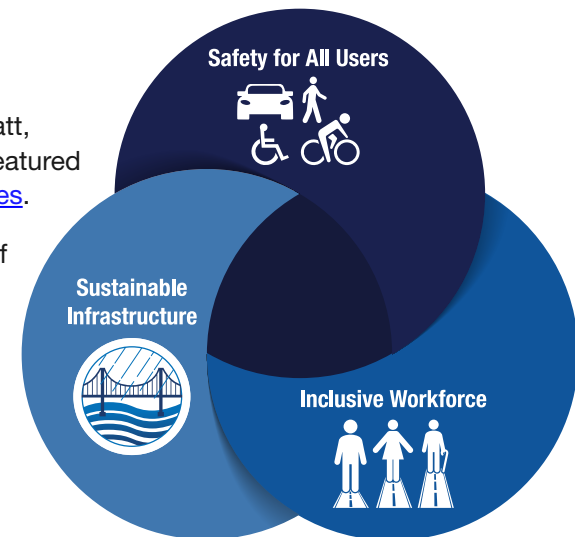 Safety for All Users
att,
eatured
es.
f
Sustainable
Infrastructure
Inclusive Workforce